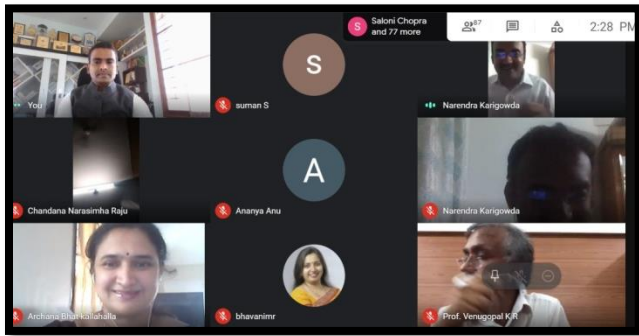 S
Saloni Chopra
and 77 more
87
2:28 PM
You
S
suman S
Narendra Karigowda
Chandana Narasimha Raju
A
Ananya Anu
Narendra Karigowda
Archana Bhat kallahalla
bhavanimr
Prof. Venugopal K R